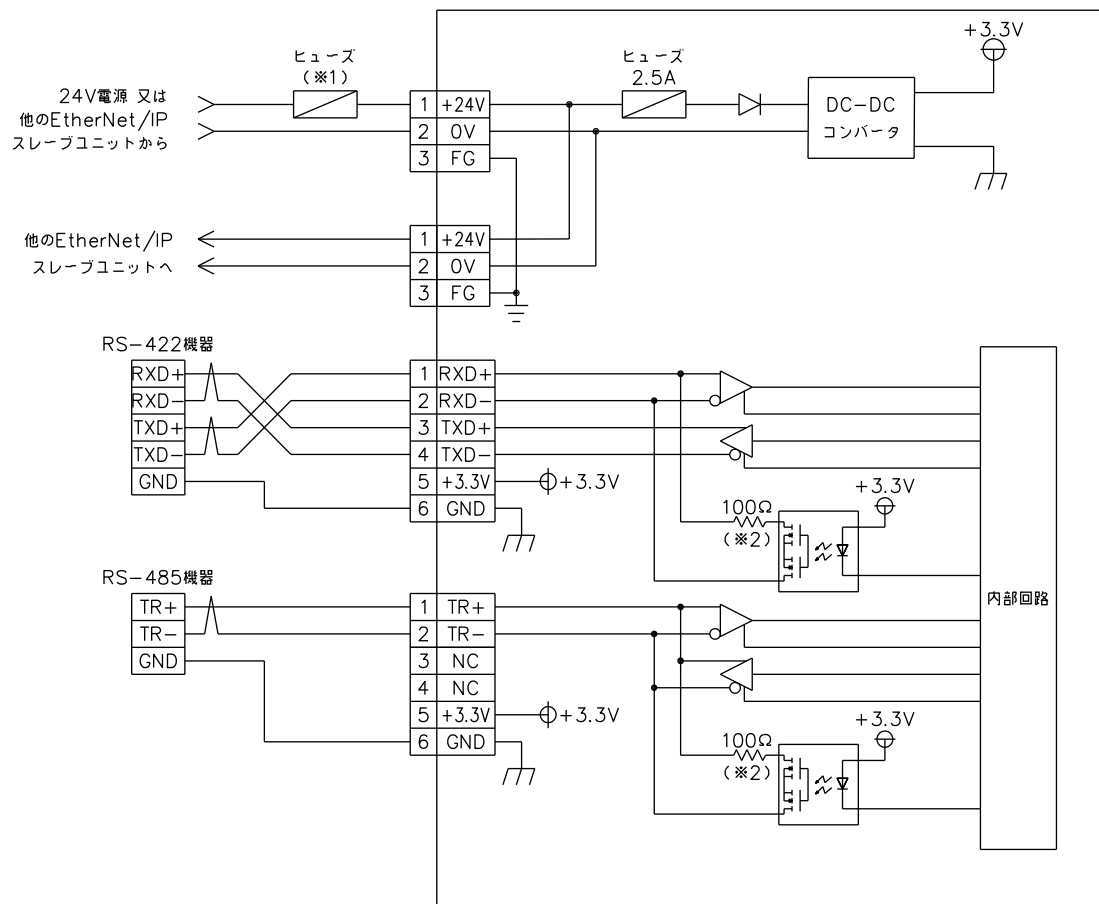 +3.3V
ヒューズ
(※1)
ヒューズ
2.5A
24V電源 又は
他のEtherNet/IP
スレーブユニットから
1 +24V
2 0V
3 FG
DC-DC
コンバータ
他のEtherNet/IP
スレーブユニットへ
1 +24V
2 0V
3 FG
RS-422機器
RXD+
RXD-
TXD+
TXD-
GND
1 RXD+
2 RXD-
3 TXD+
4 TXD-
5 +3.3V
6 GND
+3.3V
100Ω
(※2)
+3.3V
内部回路
RS-485機器
TR+
TR-
GND
1 TR+
2 TR-
3 NC
4 NC
5 +3.3V
6 GND
+3.3V
100Ω
(※2)
+3.3V